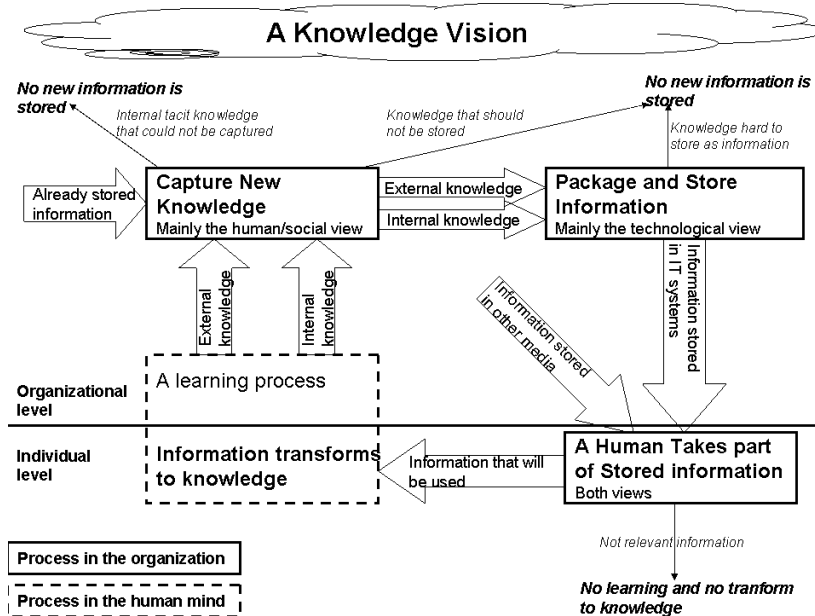 A Knowledge Vision
No new information is
stored
Internal tacit knowledge
that could not be captured
Knowledge that should
not be stored
No new information is
stored
Knowledge hard to
store as information
Already stored
information
Capture New
Knowledge
Mainly the human/social view
External knowledge
Internal knowledge
Package and Store
Information
Mainly the technological view
External
knowledge
Internal
knowledge
Information stored
in other media
Information stored
in IT systems
A learning process
Organizational
level
Individual
level
Information transforms
to knowledge
Information that will
be used
A Human Takes part
of Stored information
Both views
Not relevant information
No learning and no tranform
to knowledge
Process in the organization
Process in the human mind